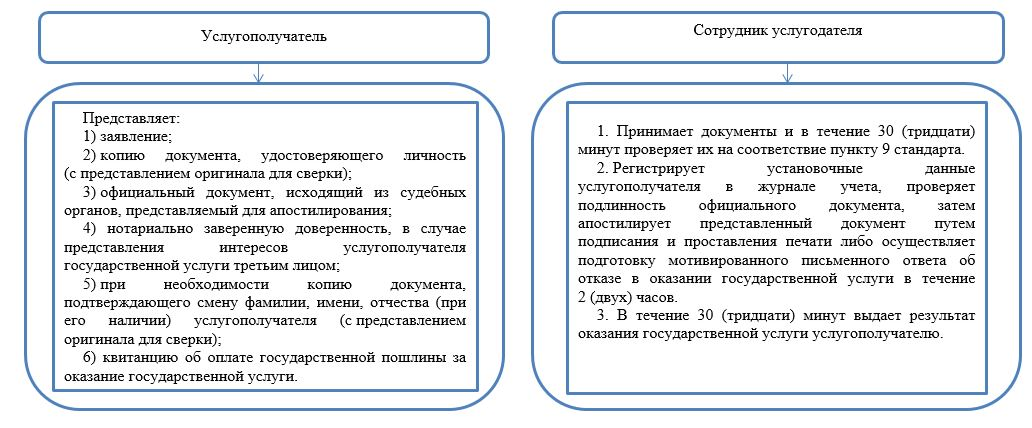 Услугополучатель
Представляет:
1) заявление;
2) копию документа, удостоверяющего личность
(с представлением оригинала для сверки);
3) официальный документ, исходящий из судебных
органов, представляемый для апостилирования;
4) нотариально заверенную доверенность, в случае
представления интересов услугополучателя
государственной услуги третьим лицом;
5) при необходимости копию документа,
подтверждающего смену фамилии, имени, отчества (при
его наличии) услугополучателя (с представлением
оригинала для сверки);
6) квитанцию об оплате государственной пошлины за
оказание государственной услуги.
Сотрудник услугодателя
1. Принимает документы и в течение 30 (тридцати)
минут проверяет их на соответствие пункту 9 стандарта.
2. Регистрирует установочные данные
услугополучателя в журнале учета, проверяет
подлинность официального документа, затем
апостилирует представленный документ путем
подписания и проставления печати либо осуществляет
подготовку мотивированного письменного ответа об
отказе в оказании государственной услуги в течение
2 (двух) часов.
3. В течение 30 (тридцати) минут выдает результат
оказания государственной услуги услугополучателю.